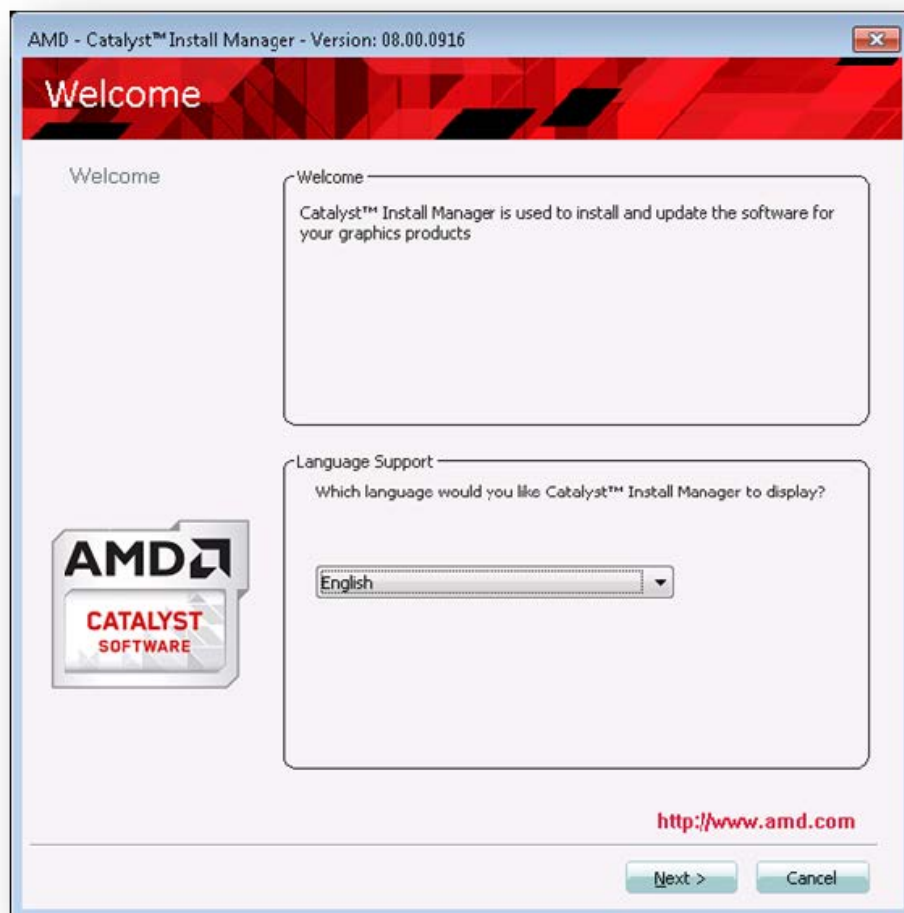 AMD - Catalyst™ Install Manager - Version: 08.00.0916
Welcome
Welcome
Welcome
Catalyst™ Install Manager is used to install and update the software for
your graphics products
Language Support
Which language would you like Catalyst™ Install Manager to display?
English
AMD
CATALYST
SOFTWARE
http://www.amd.com
Next >
Cancel